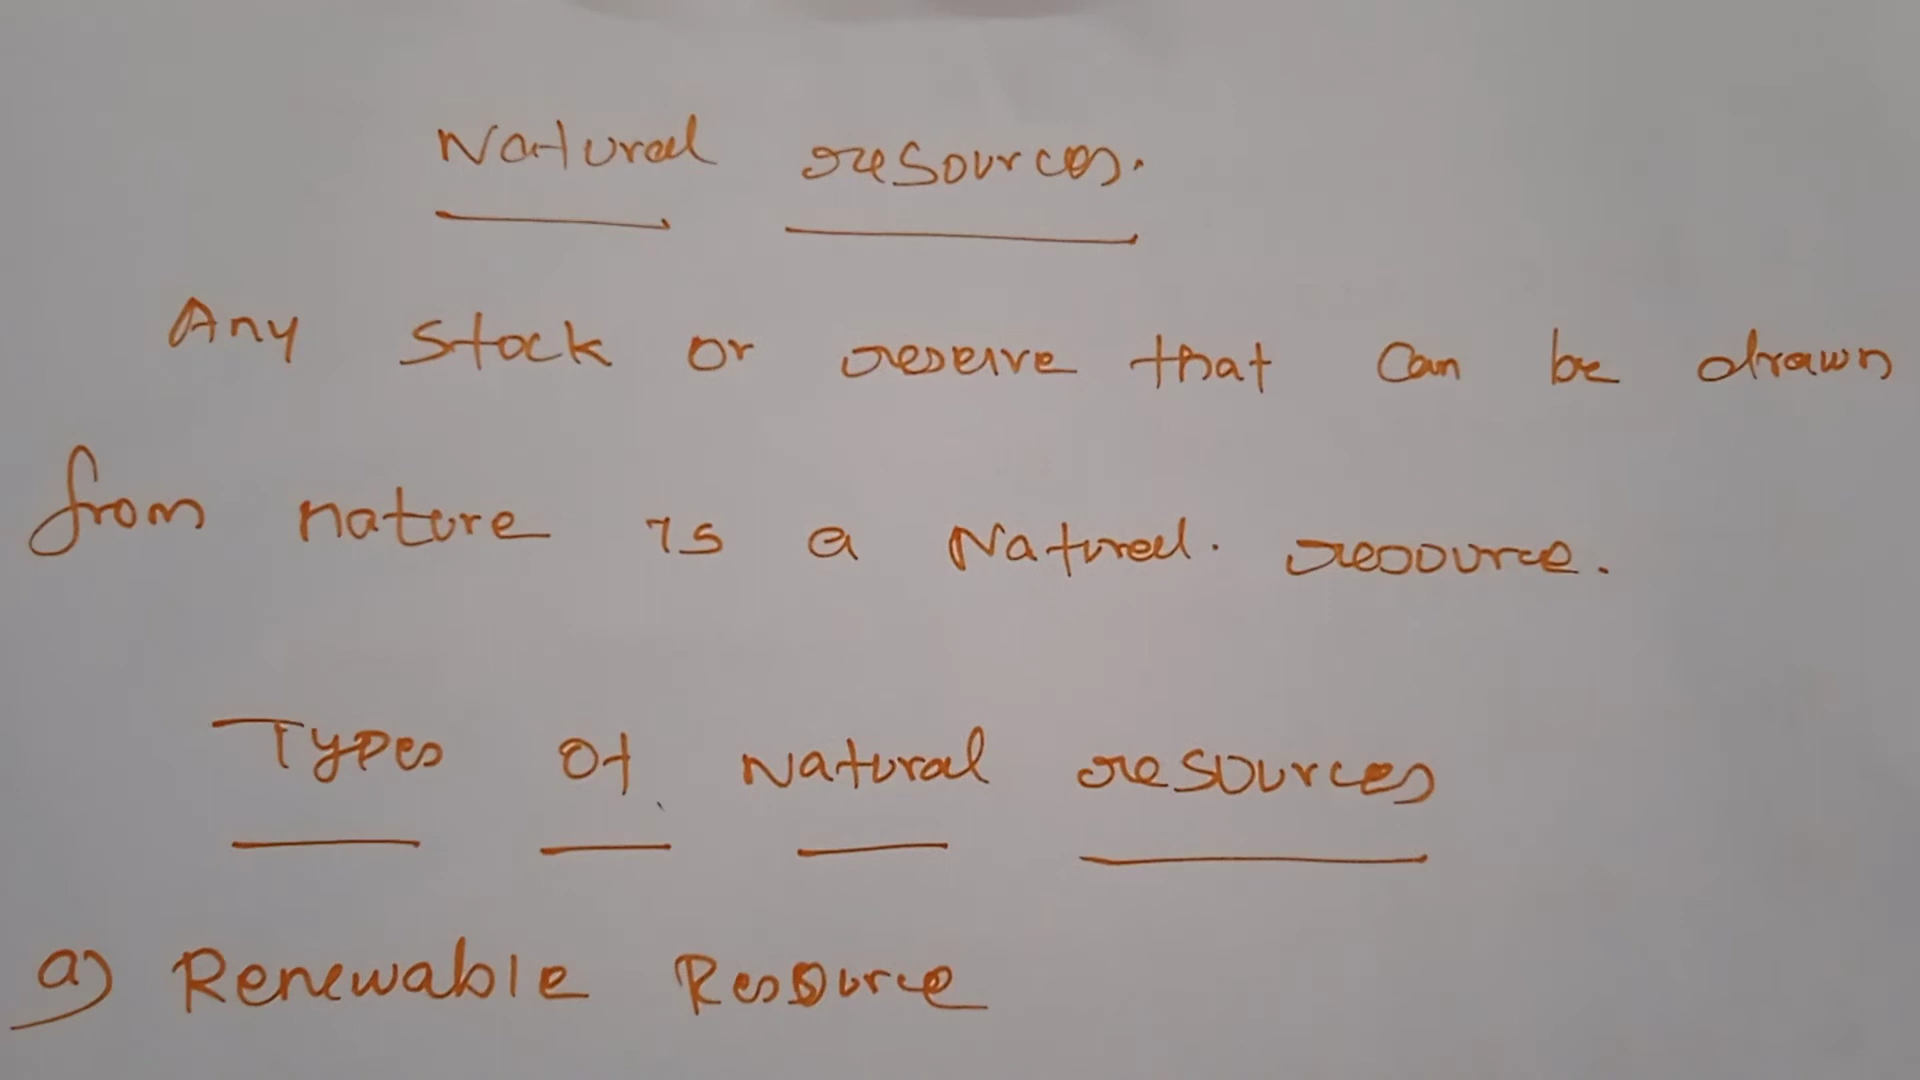 Natural resources.
Any stock or reserve that can be drawn
from nature is a Natural. resource.
Types of Natural resources
a) Renewable Resource